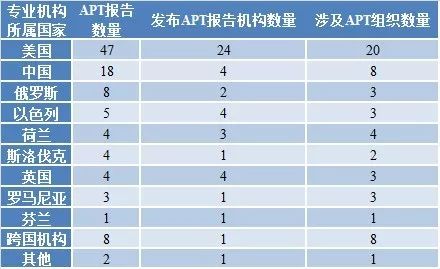 专业机构所属国家 APT报告数量 发布APT报告机构数量 涉及APT组织数量
美国 47 24 20
中国 18 4 8
俄罗斯 8 2 3
以色列 5 4 3
荷兰 4 3 4
斯洛伐克 4 1 2
英国 4 4 3
罗马尼亚 3 1 3
芬兰 1 1 1
跨国机构 8 1 8
其他 2 1 1